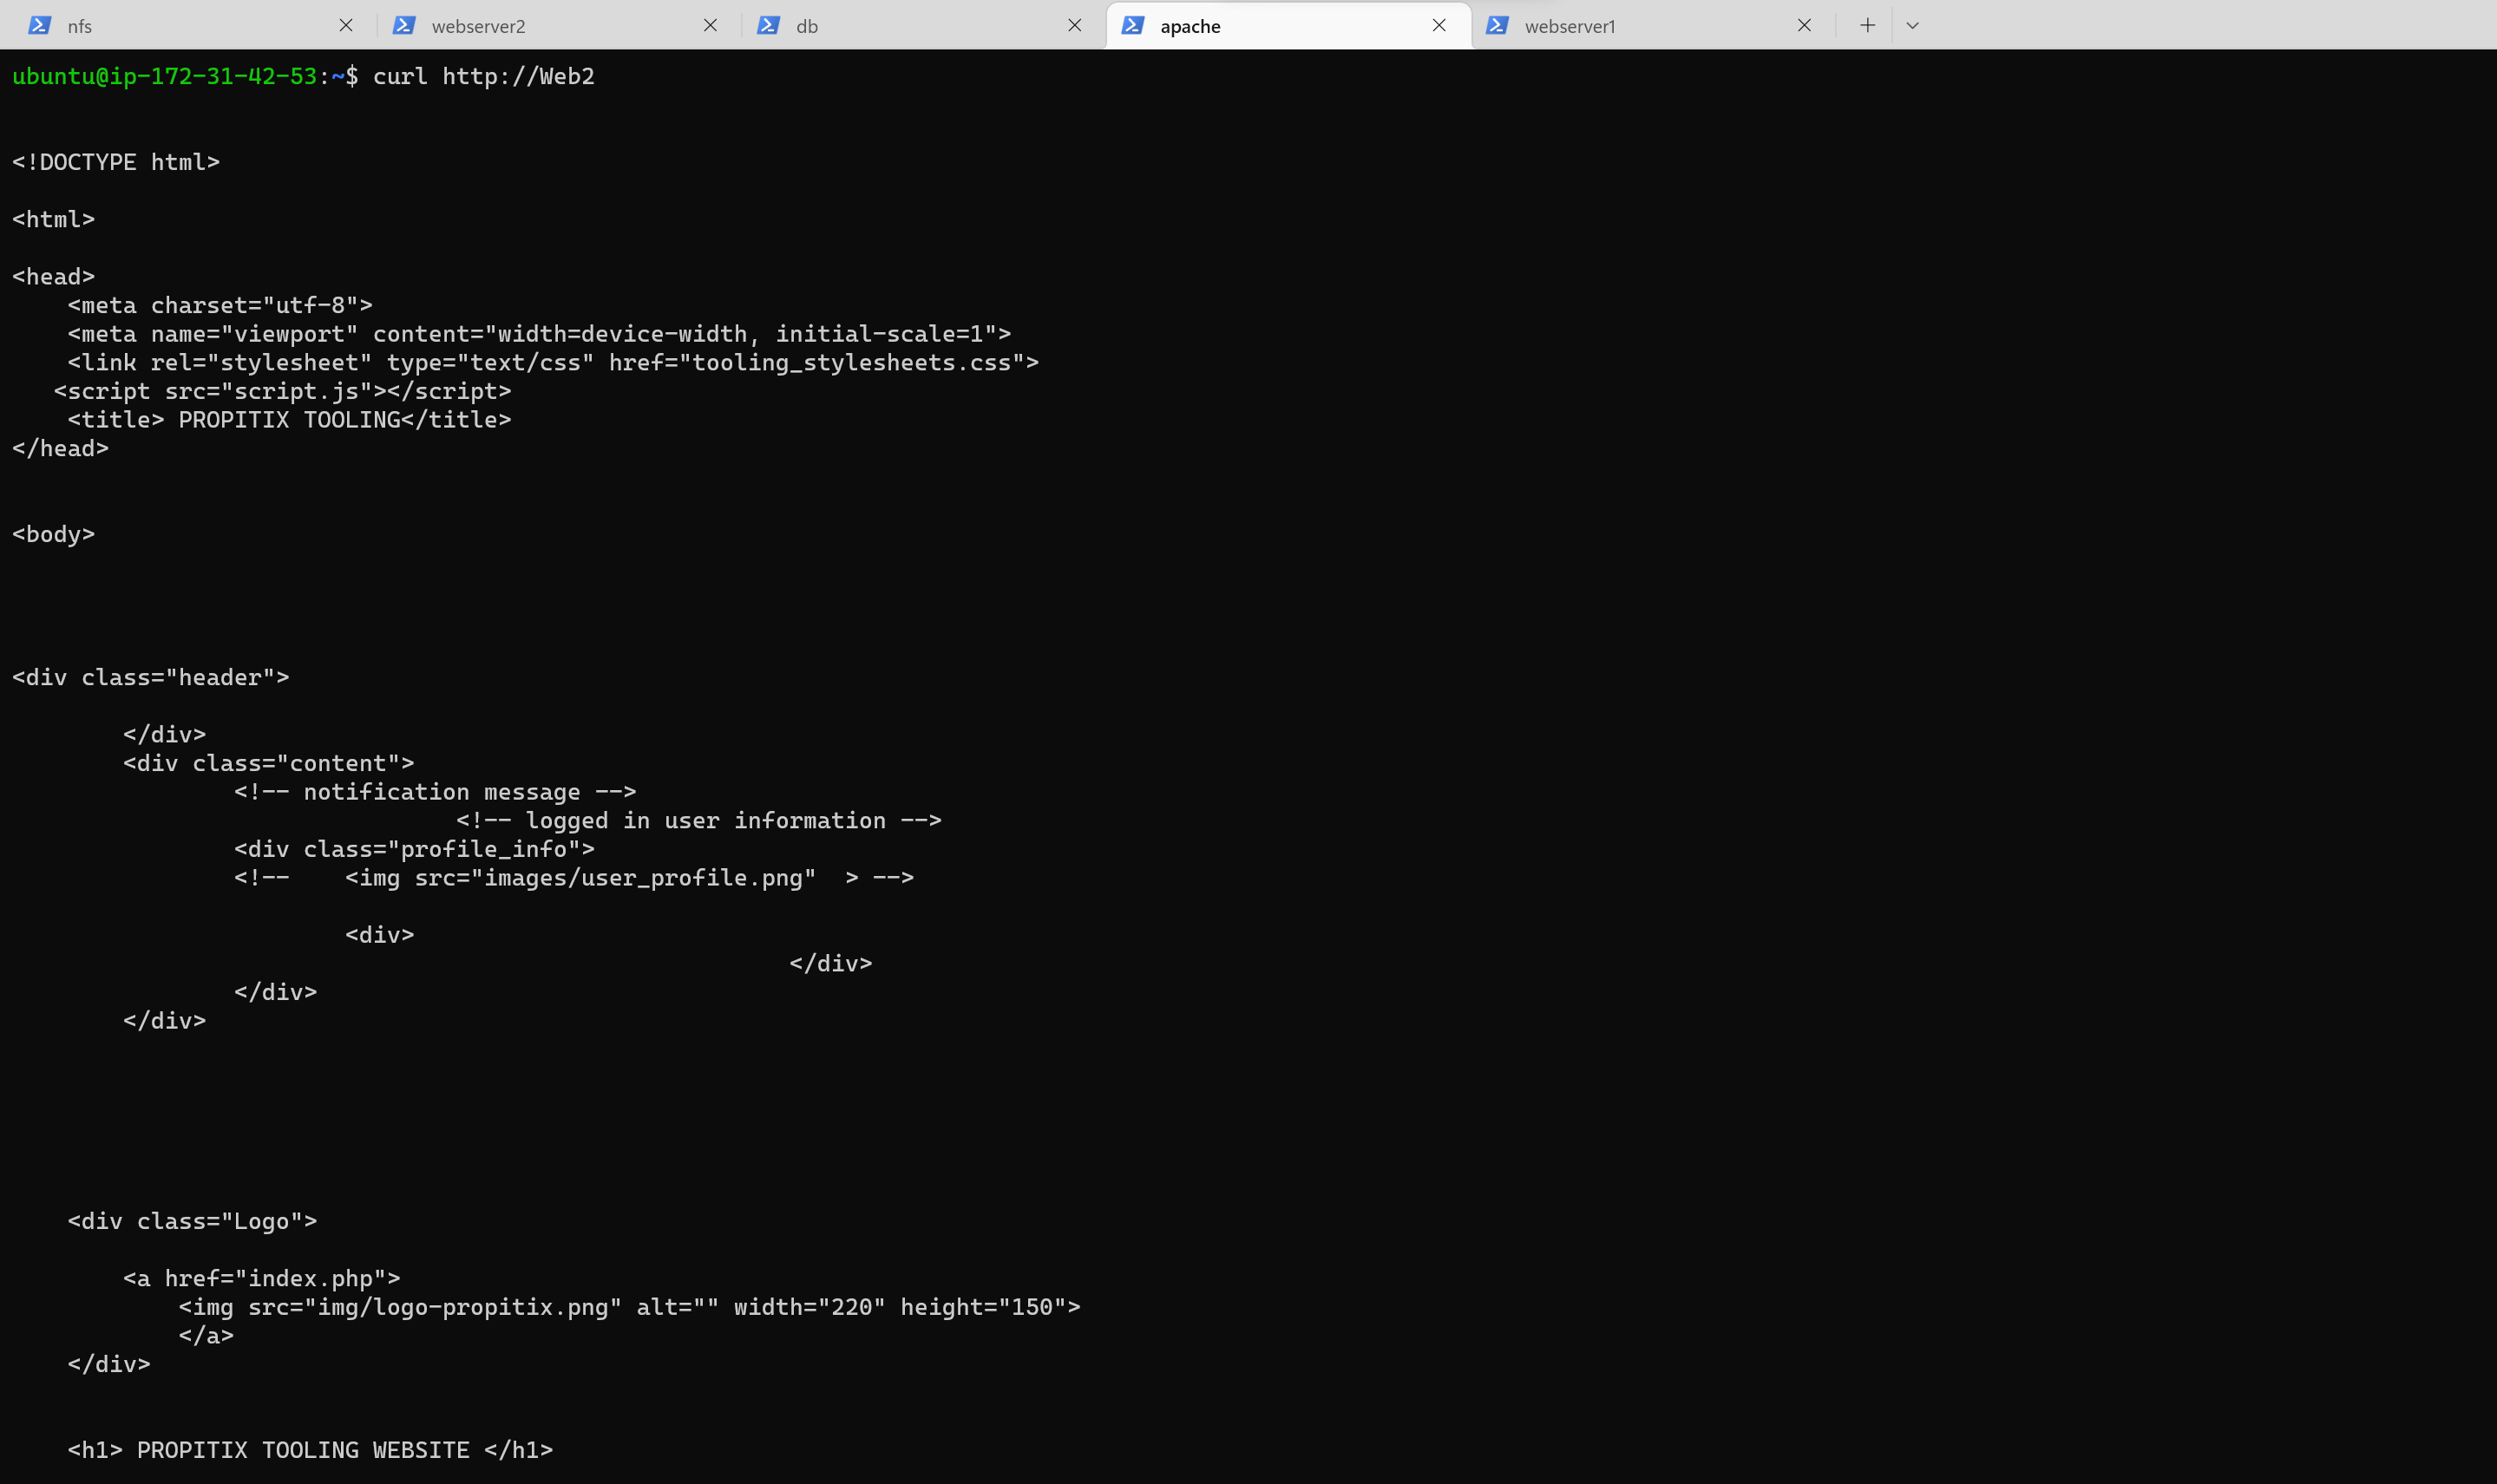 nfs
webserver2
db
apache
webserver1
ubuntu@ip-172-31-42-53:~$ curl http://Web2
<!DOCTYPE html>
<html>
<head>
    <meta charset="utf-8">
    <meta name="viewport" content="width=device-width, initial-scale=1">
    <link rel="stylesheet" type="text/css" href="tooling_stylesheets.css">
   <script src="script.js"></script>
    <title> PROPITIX TOOLING</title>
</head>
<body>
<div class="header">
        </div>
        <div class="content">
                <!-- notification message -->
                                <!-- logged in user information -->
                <div class="profile_info">
                <!--    <img src="images/user_profile.png"  > -->
                        <div>
                                                        </div>
                </div>
        </div>
    <div class="Logo">
        <a href="index.php">
            <img src="img/logo-propitix.png" alt="" width="220" height="150">
            </a>
    </div>
    <h1> PROPITIX TOOLING WEBSITE </h1>